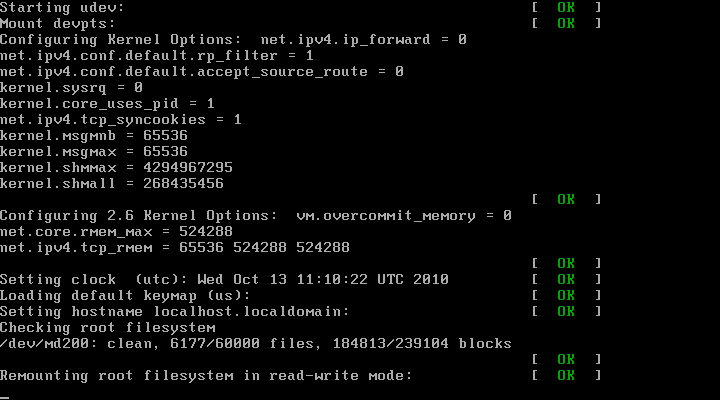 Starting udev: [  OK  ]
Mount devpts: [  OK  ]
Configuring Kernel Options:  net.ipv4.ip_forward = 0
net.ipv4.conf.default.rp_filter = 1
net.ipv4.conf.default.accept_source_route = 0
kernel.sysrq = 0
kernel.core_uses_pid = 1
net.ipv4.tcp_syncookies = 1
kernel.msgmnb = 65536
kernel.msgmax = 65536
kernel.shmmax = 4294967295
kernel.shmall = 268435456
[  OK  ]
Configuring 2.6 Kernel Options:  vm.overcommit_memory = 0
net.core.rmem_max = 524288
net.ipv4.tcp_rmem = 65536 524288 524288
[  OK  ]
Setting clock  (utc): Wed Oct 13 11:10:22 UTC 2010 [  OK  ]
Loading default keymap (us): [  OK  ]
Setting hostname localhost.localdomain: [  OK  ]
Checking root filesystem
/dev/md200: clean, 6177/60000 files, 184813/239104 blocks
[  OK  ]
Remounting root filesystem in read-write mode: [  OK  ]